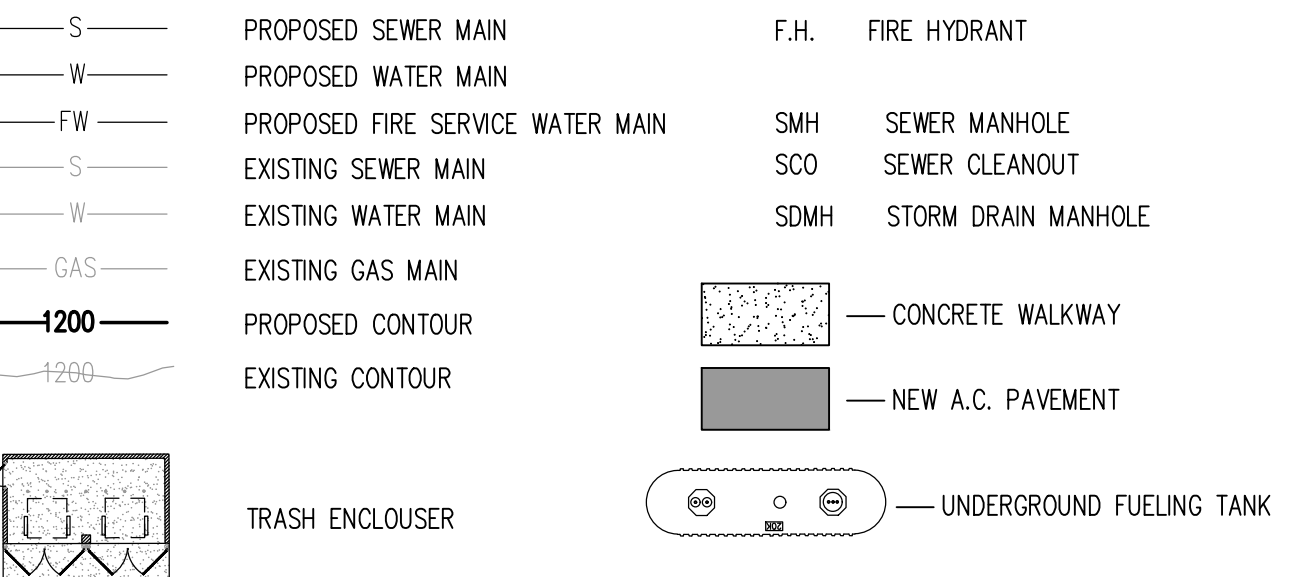 S PROPOSED SEWER MAIN
W PROPOSED WATER MAIN
FW PROPOSED FIRE SERVICE WATER MAIN
S EXISTING SEWER MAIN
W EXISTING WATER MAIN
GAS EXISTING GAS MAIN
1200 PROPOSED CONTOUR
1200 EXISTING CONTOUR
TRASH ENCLOUSER
F.H. FIRE HYDRANT
SMH SEWER MANHOLE
SCO SEWER CLEANOUT
SDMH STORM DRAIN MANHOLE
CONCRETE WALKWAY
NEW A.C. PAVEMENT
20K UNDERGROUND FUELING TANK